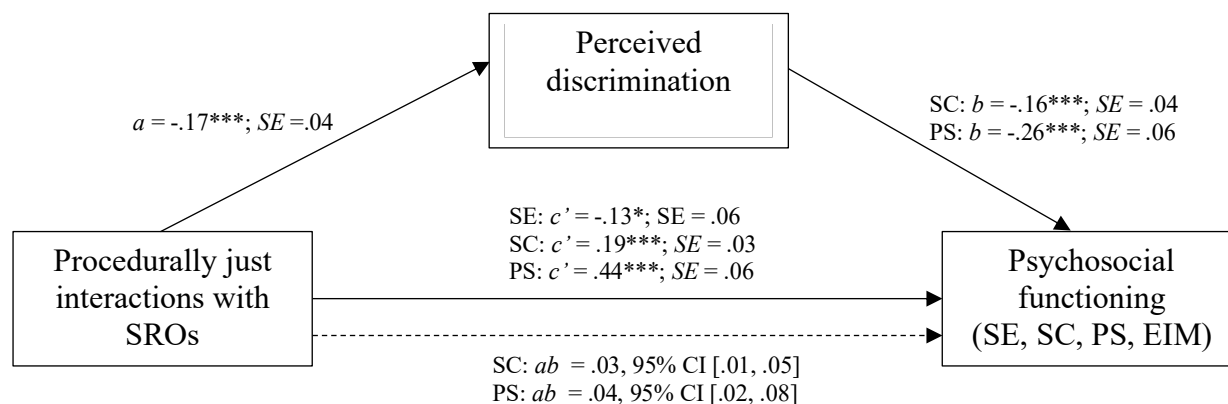 Perceived
discrimination
a = -.17***; SE =.04
SC: b = -.16***; SE = .04
PS: b = -.26***; SE = .06
SE: c’ = -.13*; SE = .06
SC: c’ = .19***; SE = .03
PS: c’ = .44***; SE = .06
Procedurally just
interactions with
SROs
Psychosocial
functioning
(SE, SC, PS, EIM)
SC: ab = .03, 95% CI [.01, .05]
PS: ab = .04, 95% CI [.02, .08]